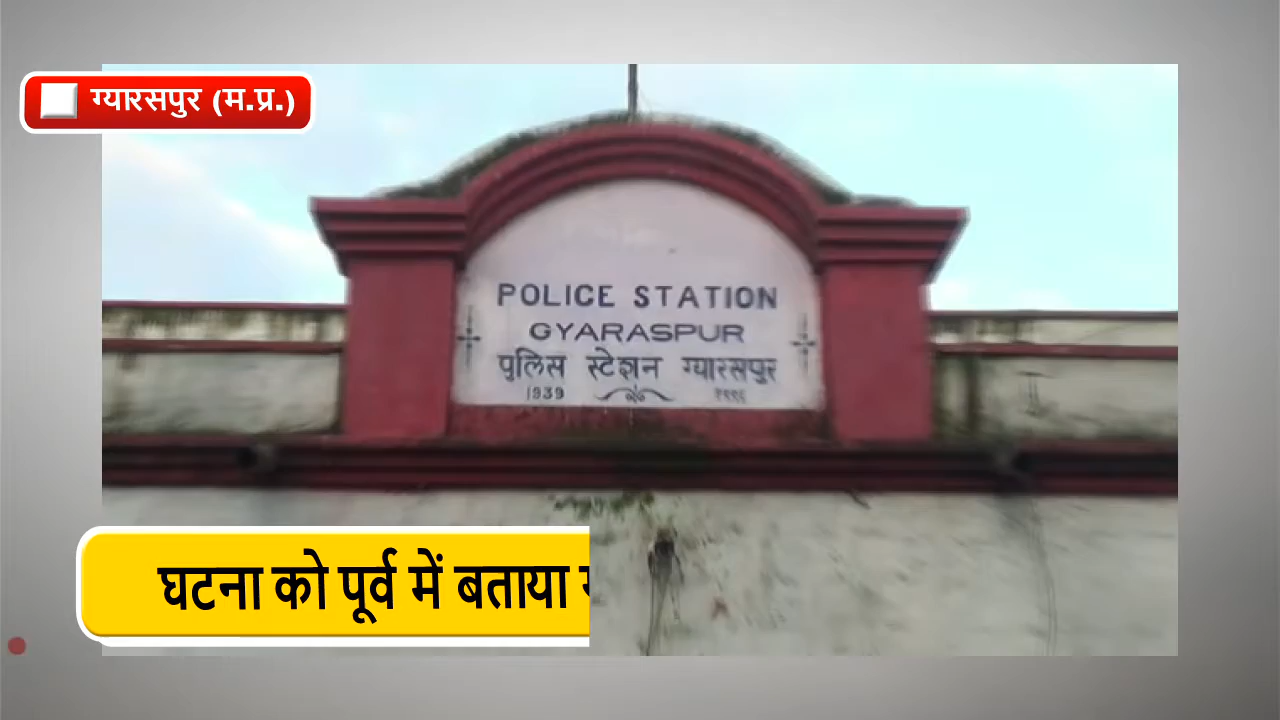 ग्यारसपुर (म.प्र.)
POLICE STATION
GYARASPUR
पुलिस स्टेशन ग्यारसपुर
1939
घटना को पूर्व में बताया